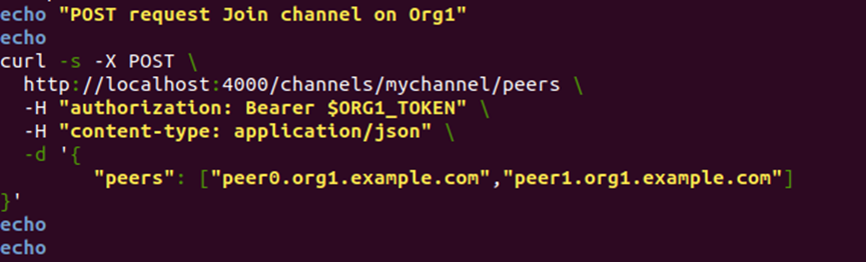 echo "POST request Join channel on Org1"
echo
curl -s -X POST \
  http://localhost:4000/channels/mychannel/peers \
  -H "authorization: Bearer $ORG1_TOKEN" \
  -H "content-type: application/json" \
  -d '{
        "peers": ["peer0.org1.example.com","peer1.org1.example.com"]
}'
echo
echo